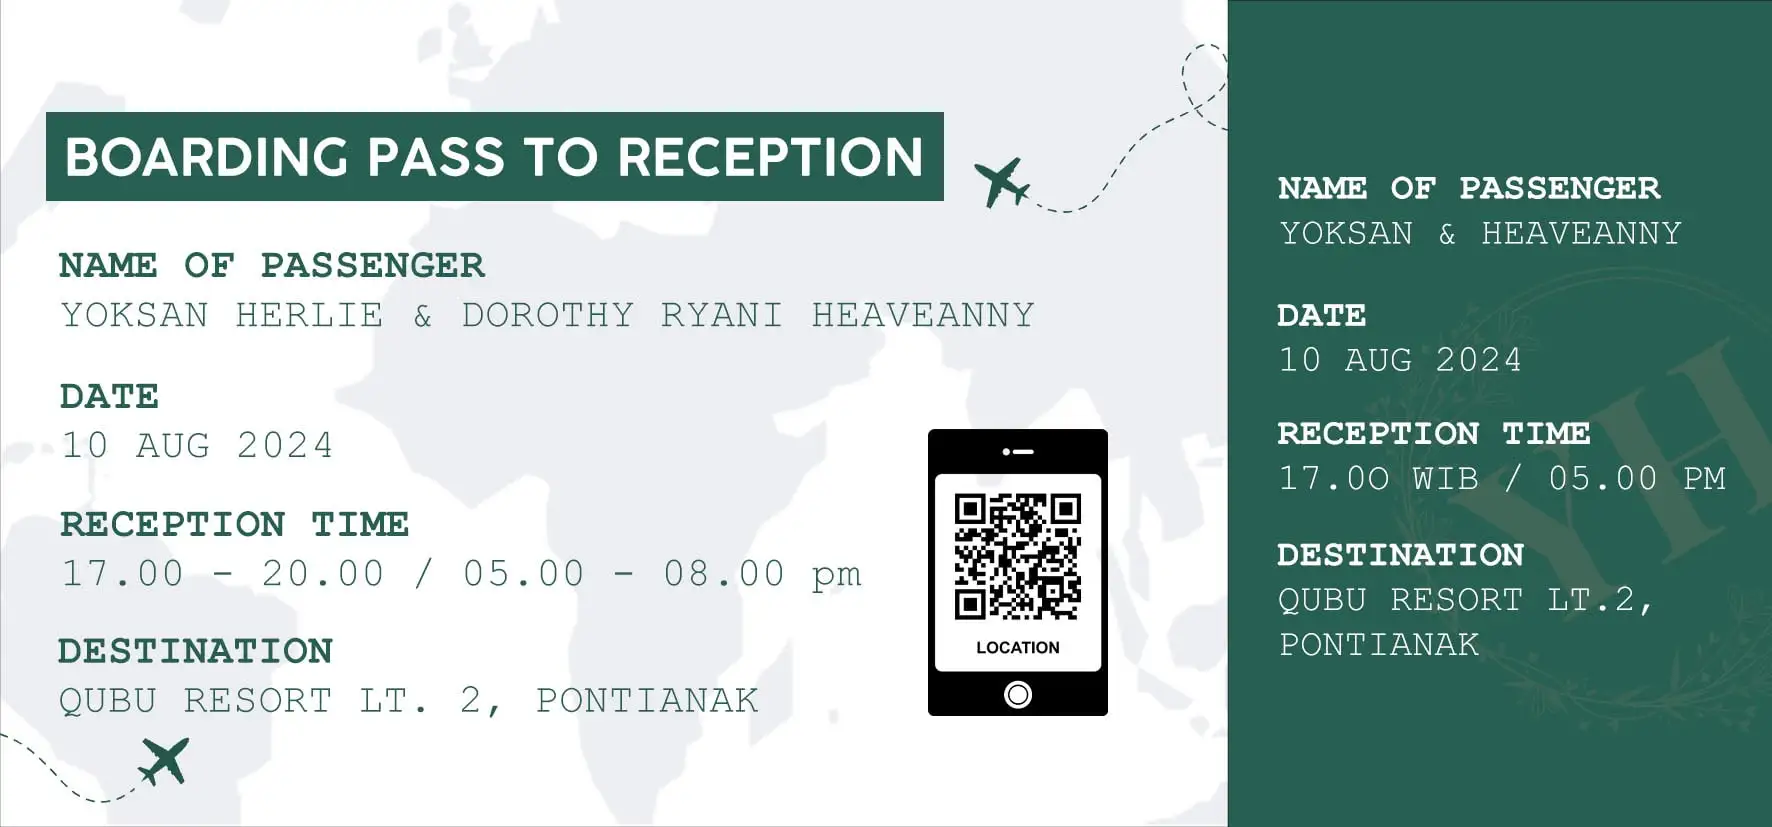 BOARDING PASS TO RECEPTION
NAME OF PASSENGER
YOKSAN HERLIE & DOROTHY RYANI HEAVEANNY
DATE
10 AUG 2024
RECEPTION TIME
17.00 - 20.00 / 05.00 - 08.00 pm
DESTINATION
QUBU RESORT LT. 2, PONTIANAK
LOCATION
NAME OF PASSENGER
YOKSAN & HEAVEANNY
DATE
10 AUG 2024
RECEPTION TIME
17.0O WIB / 05.00 PM
DESTINATION
QUBU RESORT LT.2,
PONTIANAK
YH